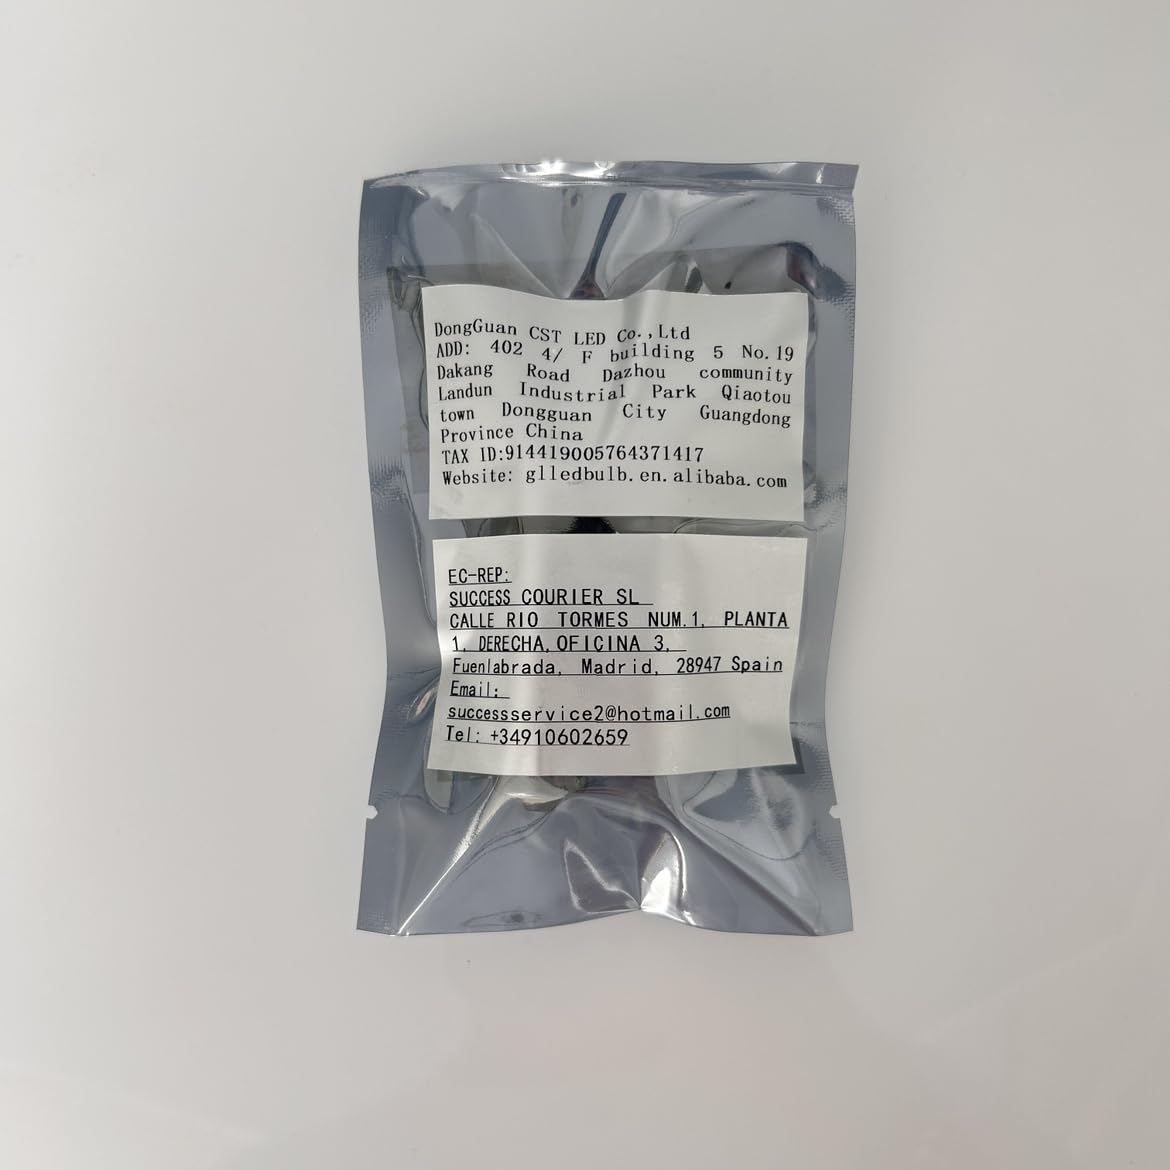 DongGuan CST LED Co.,Ltd
ADD: 402 4/ F building 5 No.19
Dakang Road Dazhou community
Landun Industrial Park Qiaotou
town Dongguan City Guangdong
Province China
TAX ID:914419005764371417
Website: glledbulb.en.alibaba.com
EC-REP:
SUCCESS COURIER SL
CALLE RIO TORMES NUM.1, PLANTA
1, DERECHA,OFICINA 3,
Fuenlabrada, Madrid, 28947 Spain
Email:
successservice2@hotmail.com
Tel: +34910602659